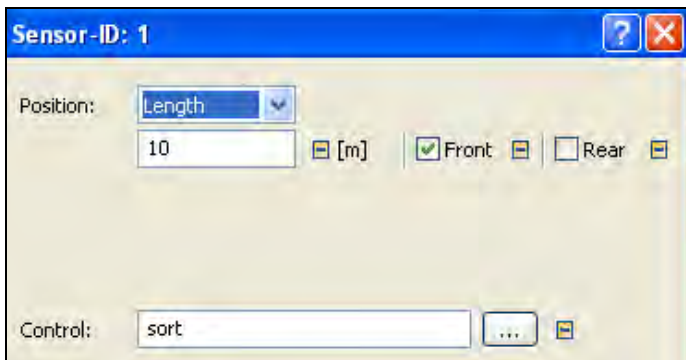 Sensor-ID: 1
Position: Length
10 [m] Front Rear
Control: sort ...